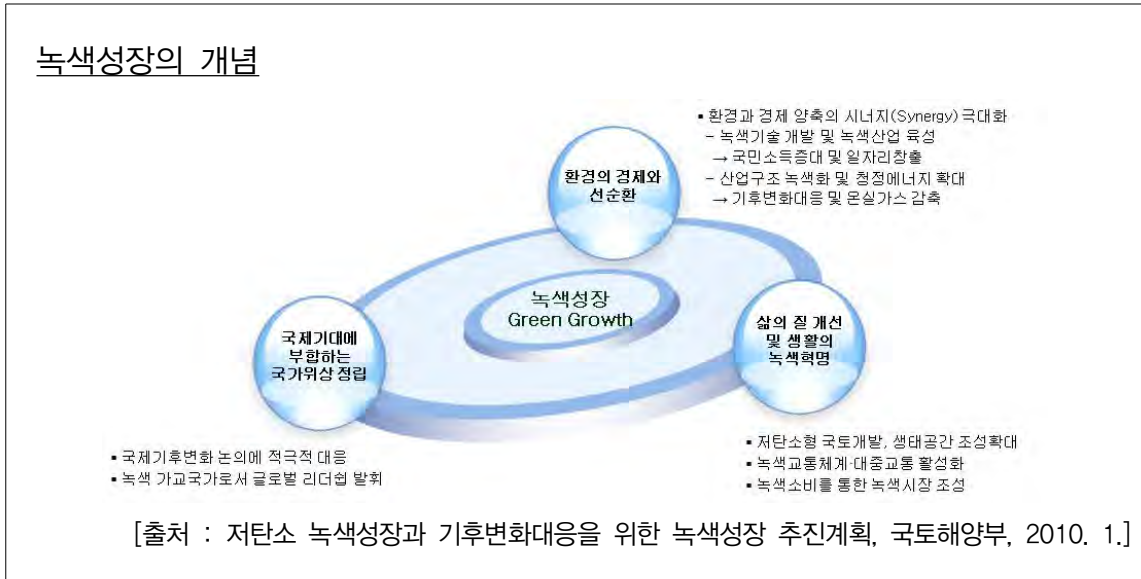 녹색성장의 개념
▪ 환경과 경제 양축의 시너지(Synergy) 극대화
– 녹색기술 개발 및 녹색산업 육성
→ 국민소득증대 및 일자리창출
– 산업구조 녹색화 및 청정에너지 확대
→ 기후변화대응 및 온실가스 감축
환경의 경제와
선순환
녹색성장
Green Growth
국제기대에
부합하는
국가위상 정립
삶의 질 개선
및 생활의
녹색혁명
▪ 국제기후변화 논의에 적극적 대응
▪ 녹색 가교국가로서 글로벌 리더쉽 발휘
▪ 저탄소형 국토개발, 생태공간 조성확대
▪ 녹색교통체계·대중교통 활성화
▪ 녹색소비를 통한 녹색시장 조성
[출처 : 저탄소 녹색성장과 기후변화대응을 위한 녹색성장 추진계획, 국토해양부, 2010. 1.]